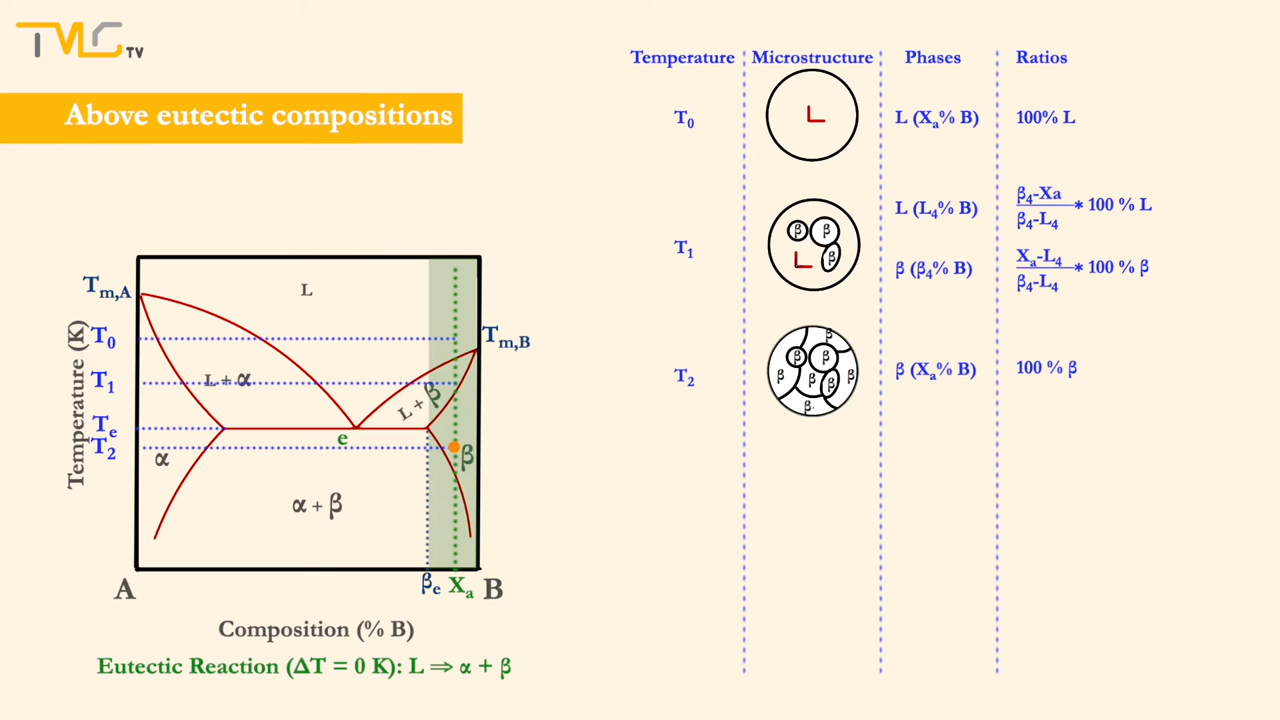 TMC TV
Above eutectic compositions
Temperature Microstructure Phases Ratios
T₀ L L (Xₐ% B) 100% L
T₁ β β β L
L (L₄% B) β₄-Xa / β₄-L₄ * 100 % L
β (β₄% B) Xₐ-L₄ / β₄-L₄ * 100 % β
T₂ β β β β β β β β β (Xₐ% B) 100 % β
Temperature (K)
Tm,A
L
T₀
Tm,B
T₁
L + α
L + β
Te
e
T₂
α
β
α + β
A
βe
Xₐ
B
Composition (% B)
Eutectic Reaction (ΔT = 0 K): L ⇒ α + β